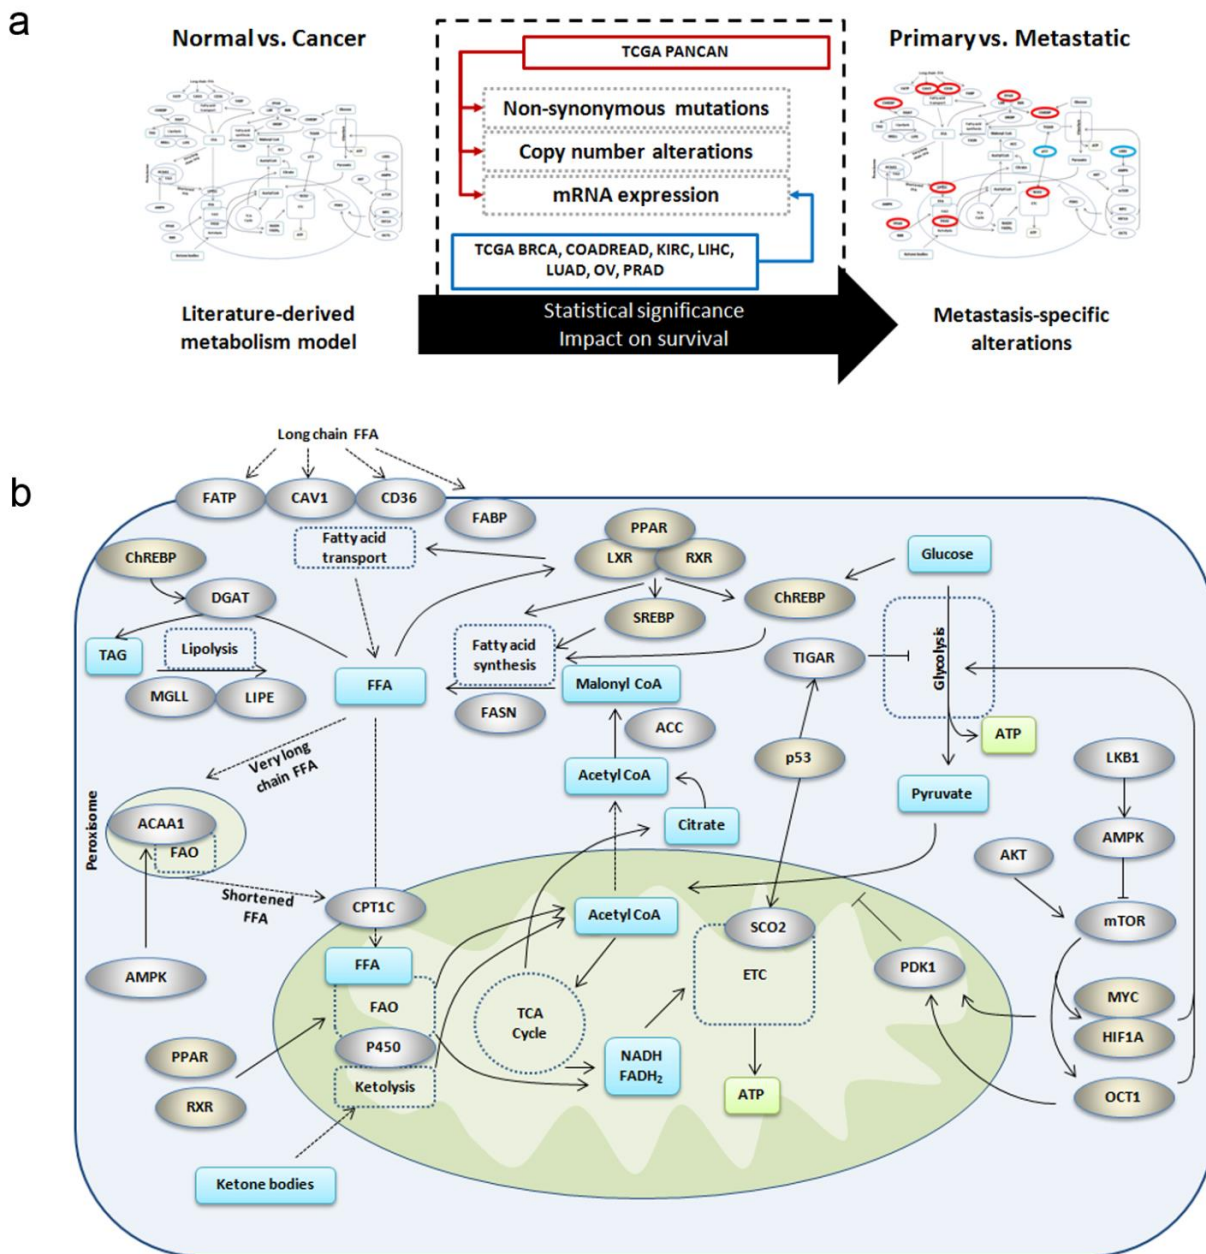 a
Normal vs. Cancer
Literature-derived
metabolism model
TCGA PANCAN
Non-synonymous mutations
Copy number alterations
mRNA expression
TCGA BRCA, COADREAD, KIRC, LIHC,
LUAD, OV, PRAD
Statistical significance
Impact on survival
Primary vs. Metastatic
Metastasis-specific
alterations
b
Long chain FFA
FATP
CAV1
CD36
FABP
Fatty acid
transport
ChREBP
DGAT
TAG
Lipolysis
MGLL
LIPE
FFA
PPAR
LXR
RXR
SREBP
ChREBP
Glucose
Fatty acid
synthesis
FASN
Malonyl CoA
ACC
Acetyl CoA
Citrate
TIGAR
Glycolysis
ATP
p53
Pyruvate
LKB1
AMPK
AKT
mTOR
MYC
HIF1A
OCT1
Very long
chain FFA
Peroxisome
ACAA1
FAO
Shortened
FFA
AMPK
CPT1C
FFA
FAO
P450
Ketolysis
PPAR
RXR
Ketone bodies
Acetyl CoA
TCA
Cycle
NADH
FADH₂
SCO2
ETC
ATP
PDK1